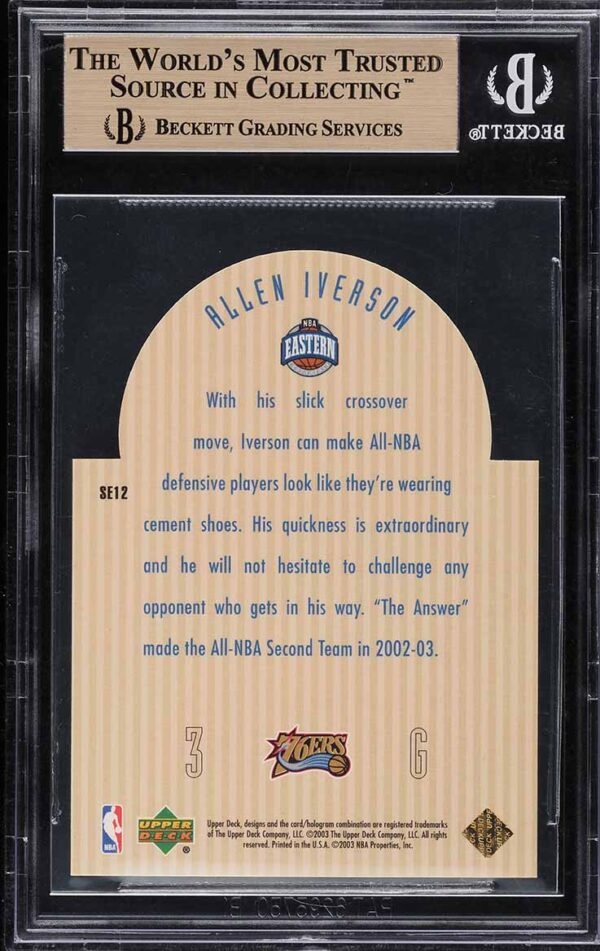 THE WORLD'S MOST TRUSTED
SOURCE IN COLLECTING™
B BECKETT GRADING SERVICES
B
BECKETT®
ALLEN IVERSON
NBA
EASTERN
With his slick crossover
move, Iverson can make All-NBA
defensive players look like they're wearing
SE12
cement shoes. His quickness is extraordinary
and he will not hesitate to challenge any
opponent who gets in his way. "The Answer"
made the All-NBA Second Team in 2002-03.
3
76ERS
G
NBA
UPPER
DECK
®
Upper Deck, designs and the card/hologram combination are registered trademarks
of The Upper Deck Company, LLC. ©2003 The Upper Deck Company, LLC. All rights
reserved. Printed in the U.S.A. ©2003 NBA Properties, Inc.